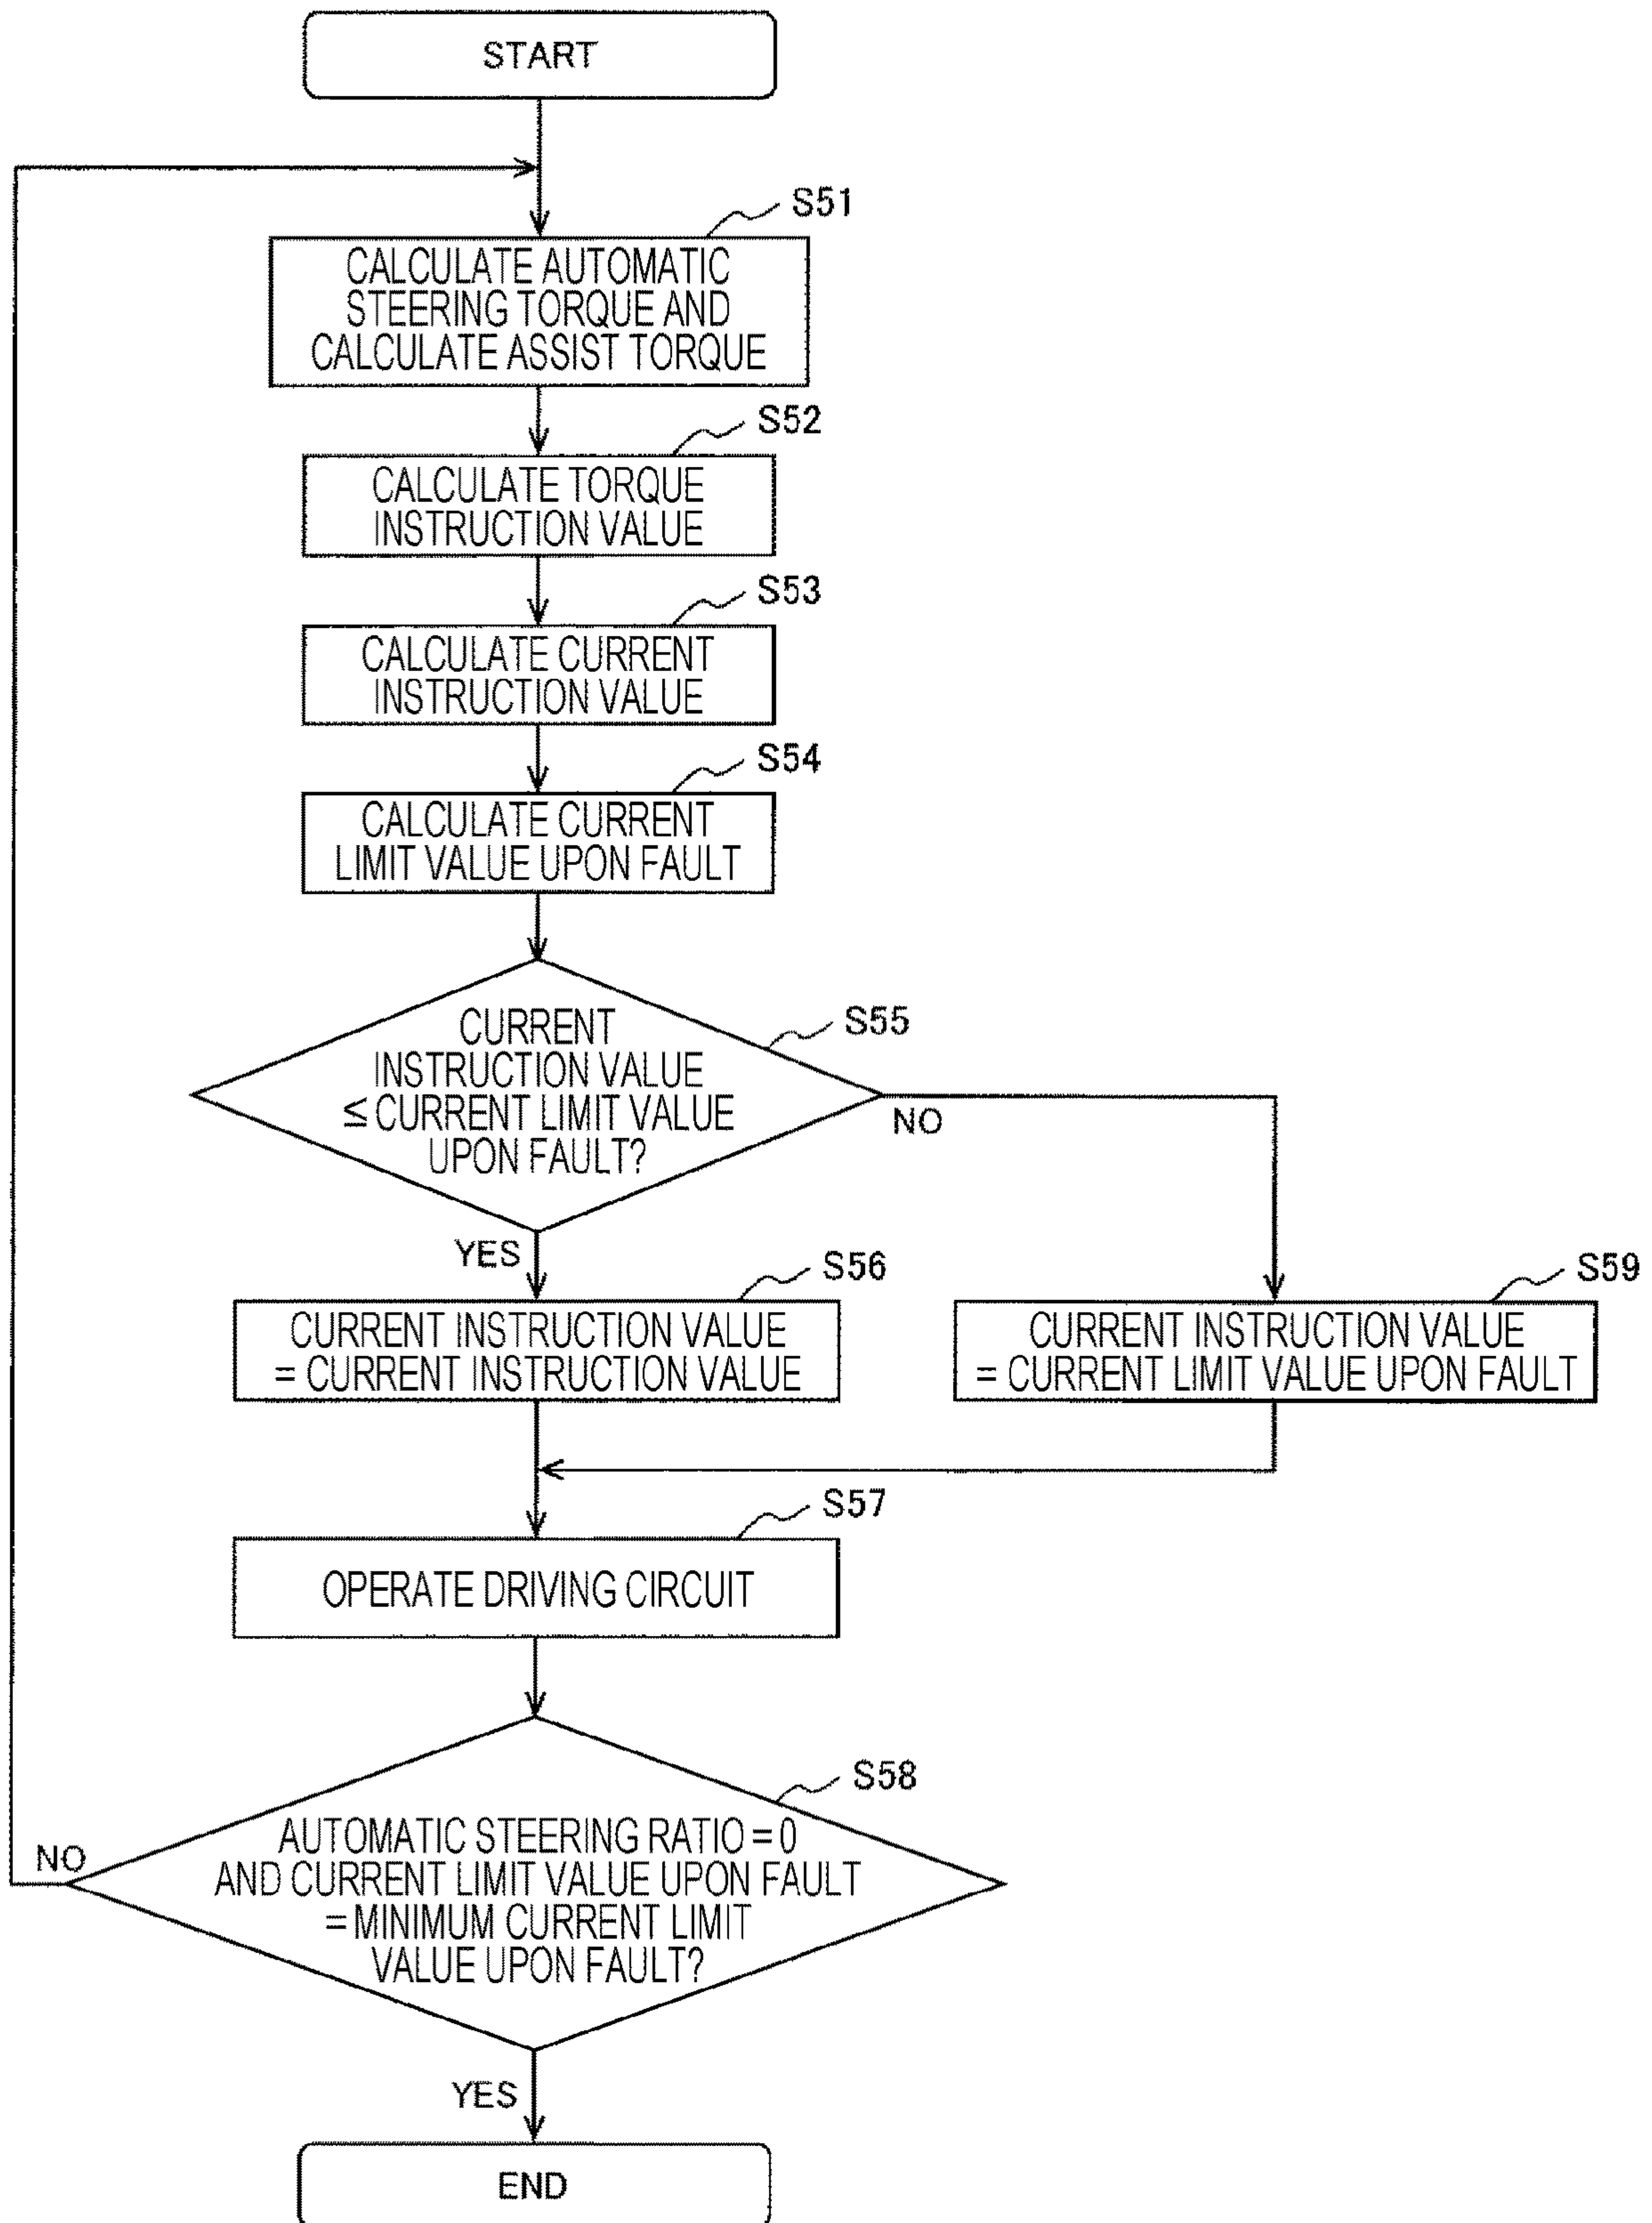 START
S51
CALCULATE AUTOMATIC
STEERING TORQUE AND
CALCULATE ASSIST TORQUE
S52
CALCULATE TORQUE
INSTRUCTION VALUE
S53
CALCULATE CURRENT
INSTRUCTION VALUE
S54
CALCULATE CURRENT
LIMIT VALUE UPON FAULT
S55
CURRENT
INSTRUCTION VALUE
≤ CURRENT LIMIT VALUE
UPON FAULT?
NO
YES
S56
CURRENT INSTRUCTION VALUE
= CURRENT INSTRUCTION VALUE
S59
CURRENT INSTRUCTION VALUE
= CURRENT LIMIT VALUE UPON FAULT
S57
OPERATE DRIVING CIRCUIT
S58
AUTOMATIC STEERING RATIO = 0
AND CURRENT LIMIT VALUE UPON FAULT
= MINIMUM CURRENT LIMIT
VALUE UPON FAULT?
NO
YES
END